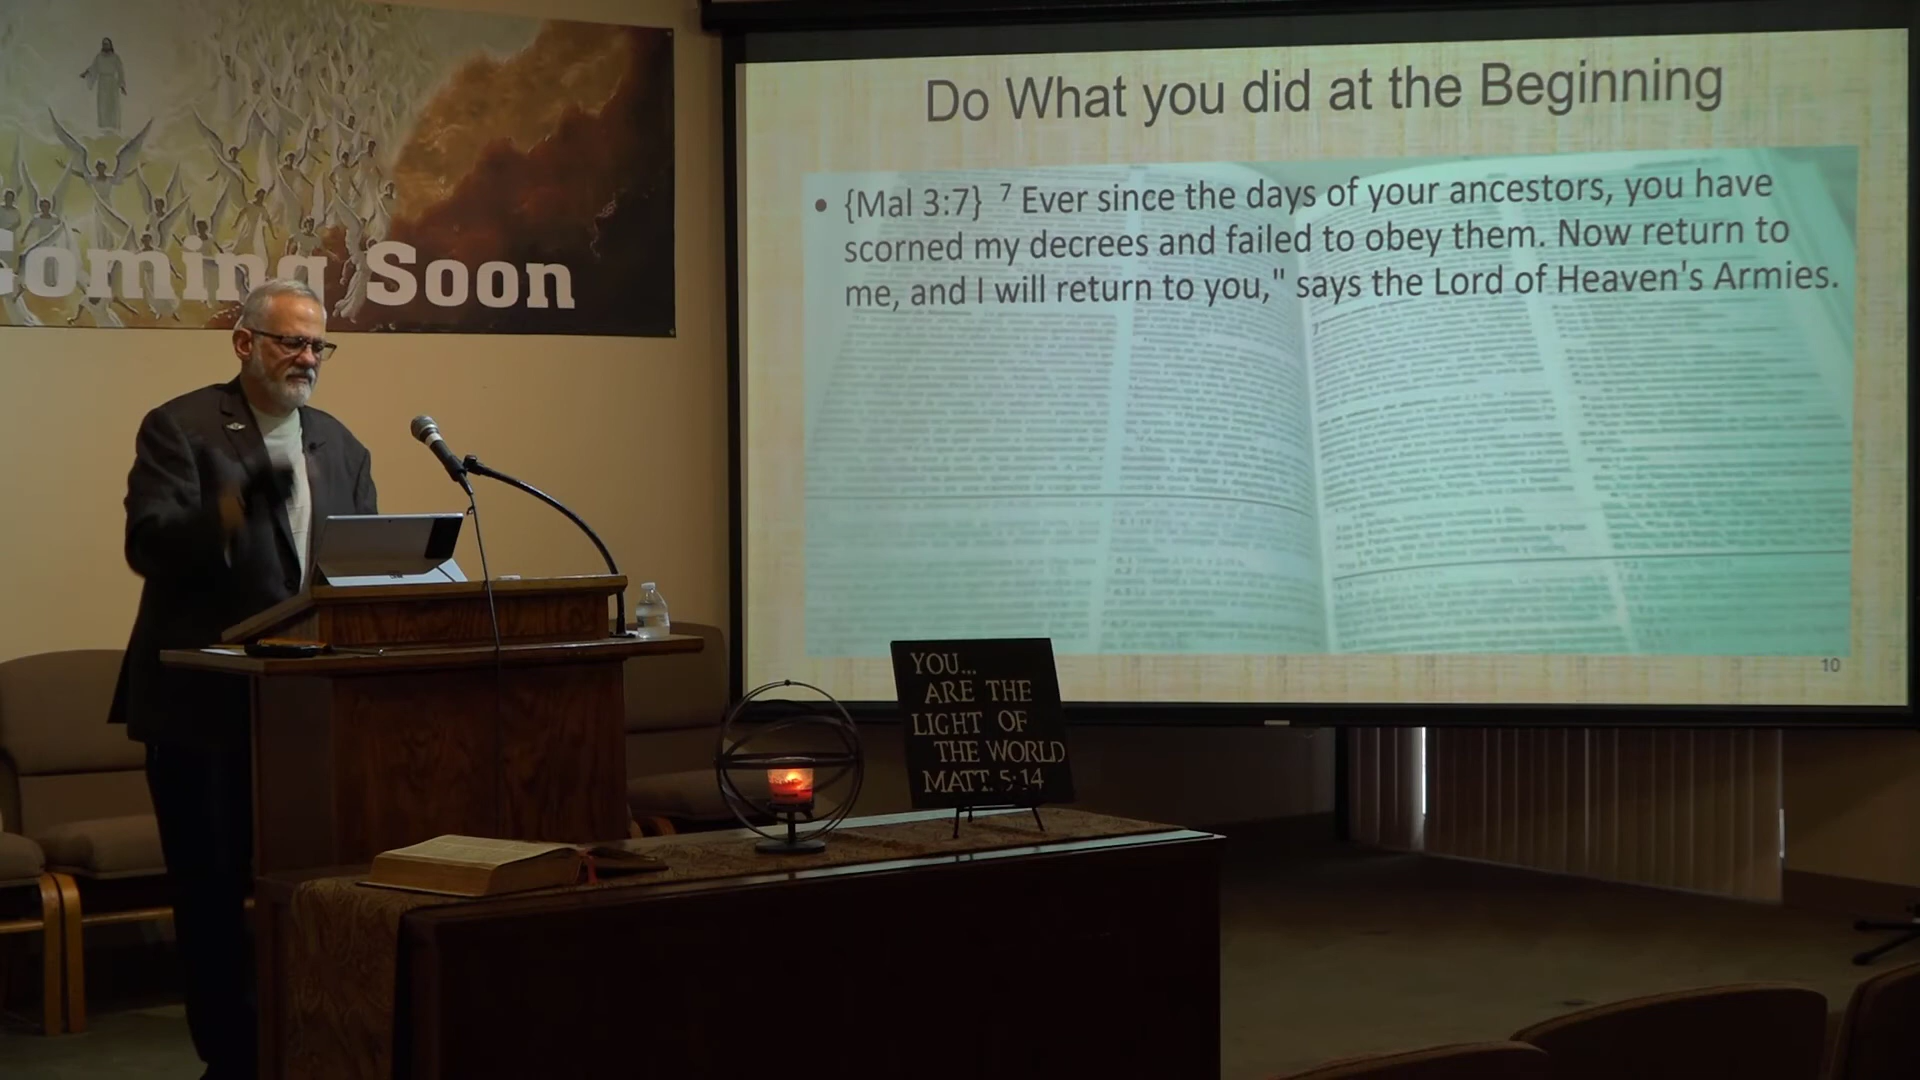 Coming Soon
Do What you did at the Beginning
• {Mal 3:7} ⁷ Ever since the days of your ancestors, you have
scorned my decrees and failed to obey them. Now return to
me, and I will return to you," says the Lord of Heaven's Armies.
10
YOU...
ARE THE
LIGHT OF
THE WORLD
MATT. 5:14